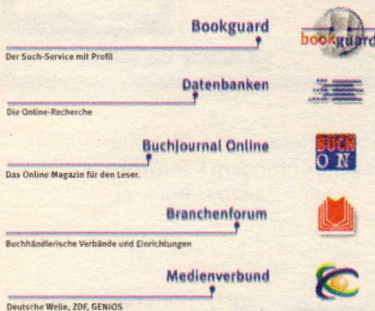 Bookguard
bookguard
Der Such-Service mit Profil
Datenbanken
Die Online-Recherche
Buchjournal Online
BUCH
ON
Das Online Magazin für den Leser.
Branchenforum
Buchhändlerische Verbände und Einrichtungen
Medienverbund
Deutsche Welle, ZDF, GENIOS